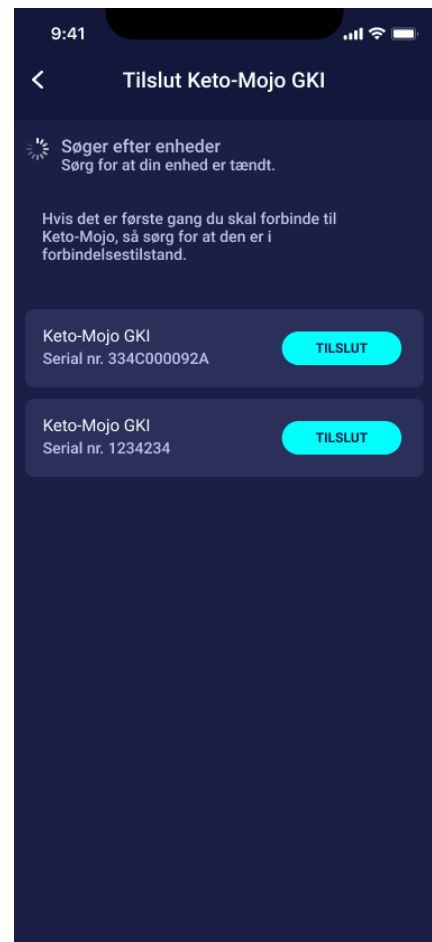 9:41
Tilslut Keto-Mojo GKI
Søger efter enheder
Sørg for at din enhed er tændt.
Hvis det er første gang du skal forbinde til
Keto-Mojo, så sørg for at den er i
forbindelsestilstand.
Keto-Mojo GKI
Serial nr. 334C000092A
TILSLUT
Keto-Mojo GKI
Serial nr. 1234234
TILSLUT